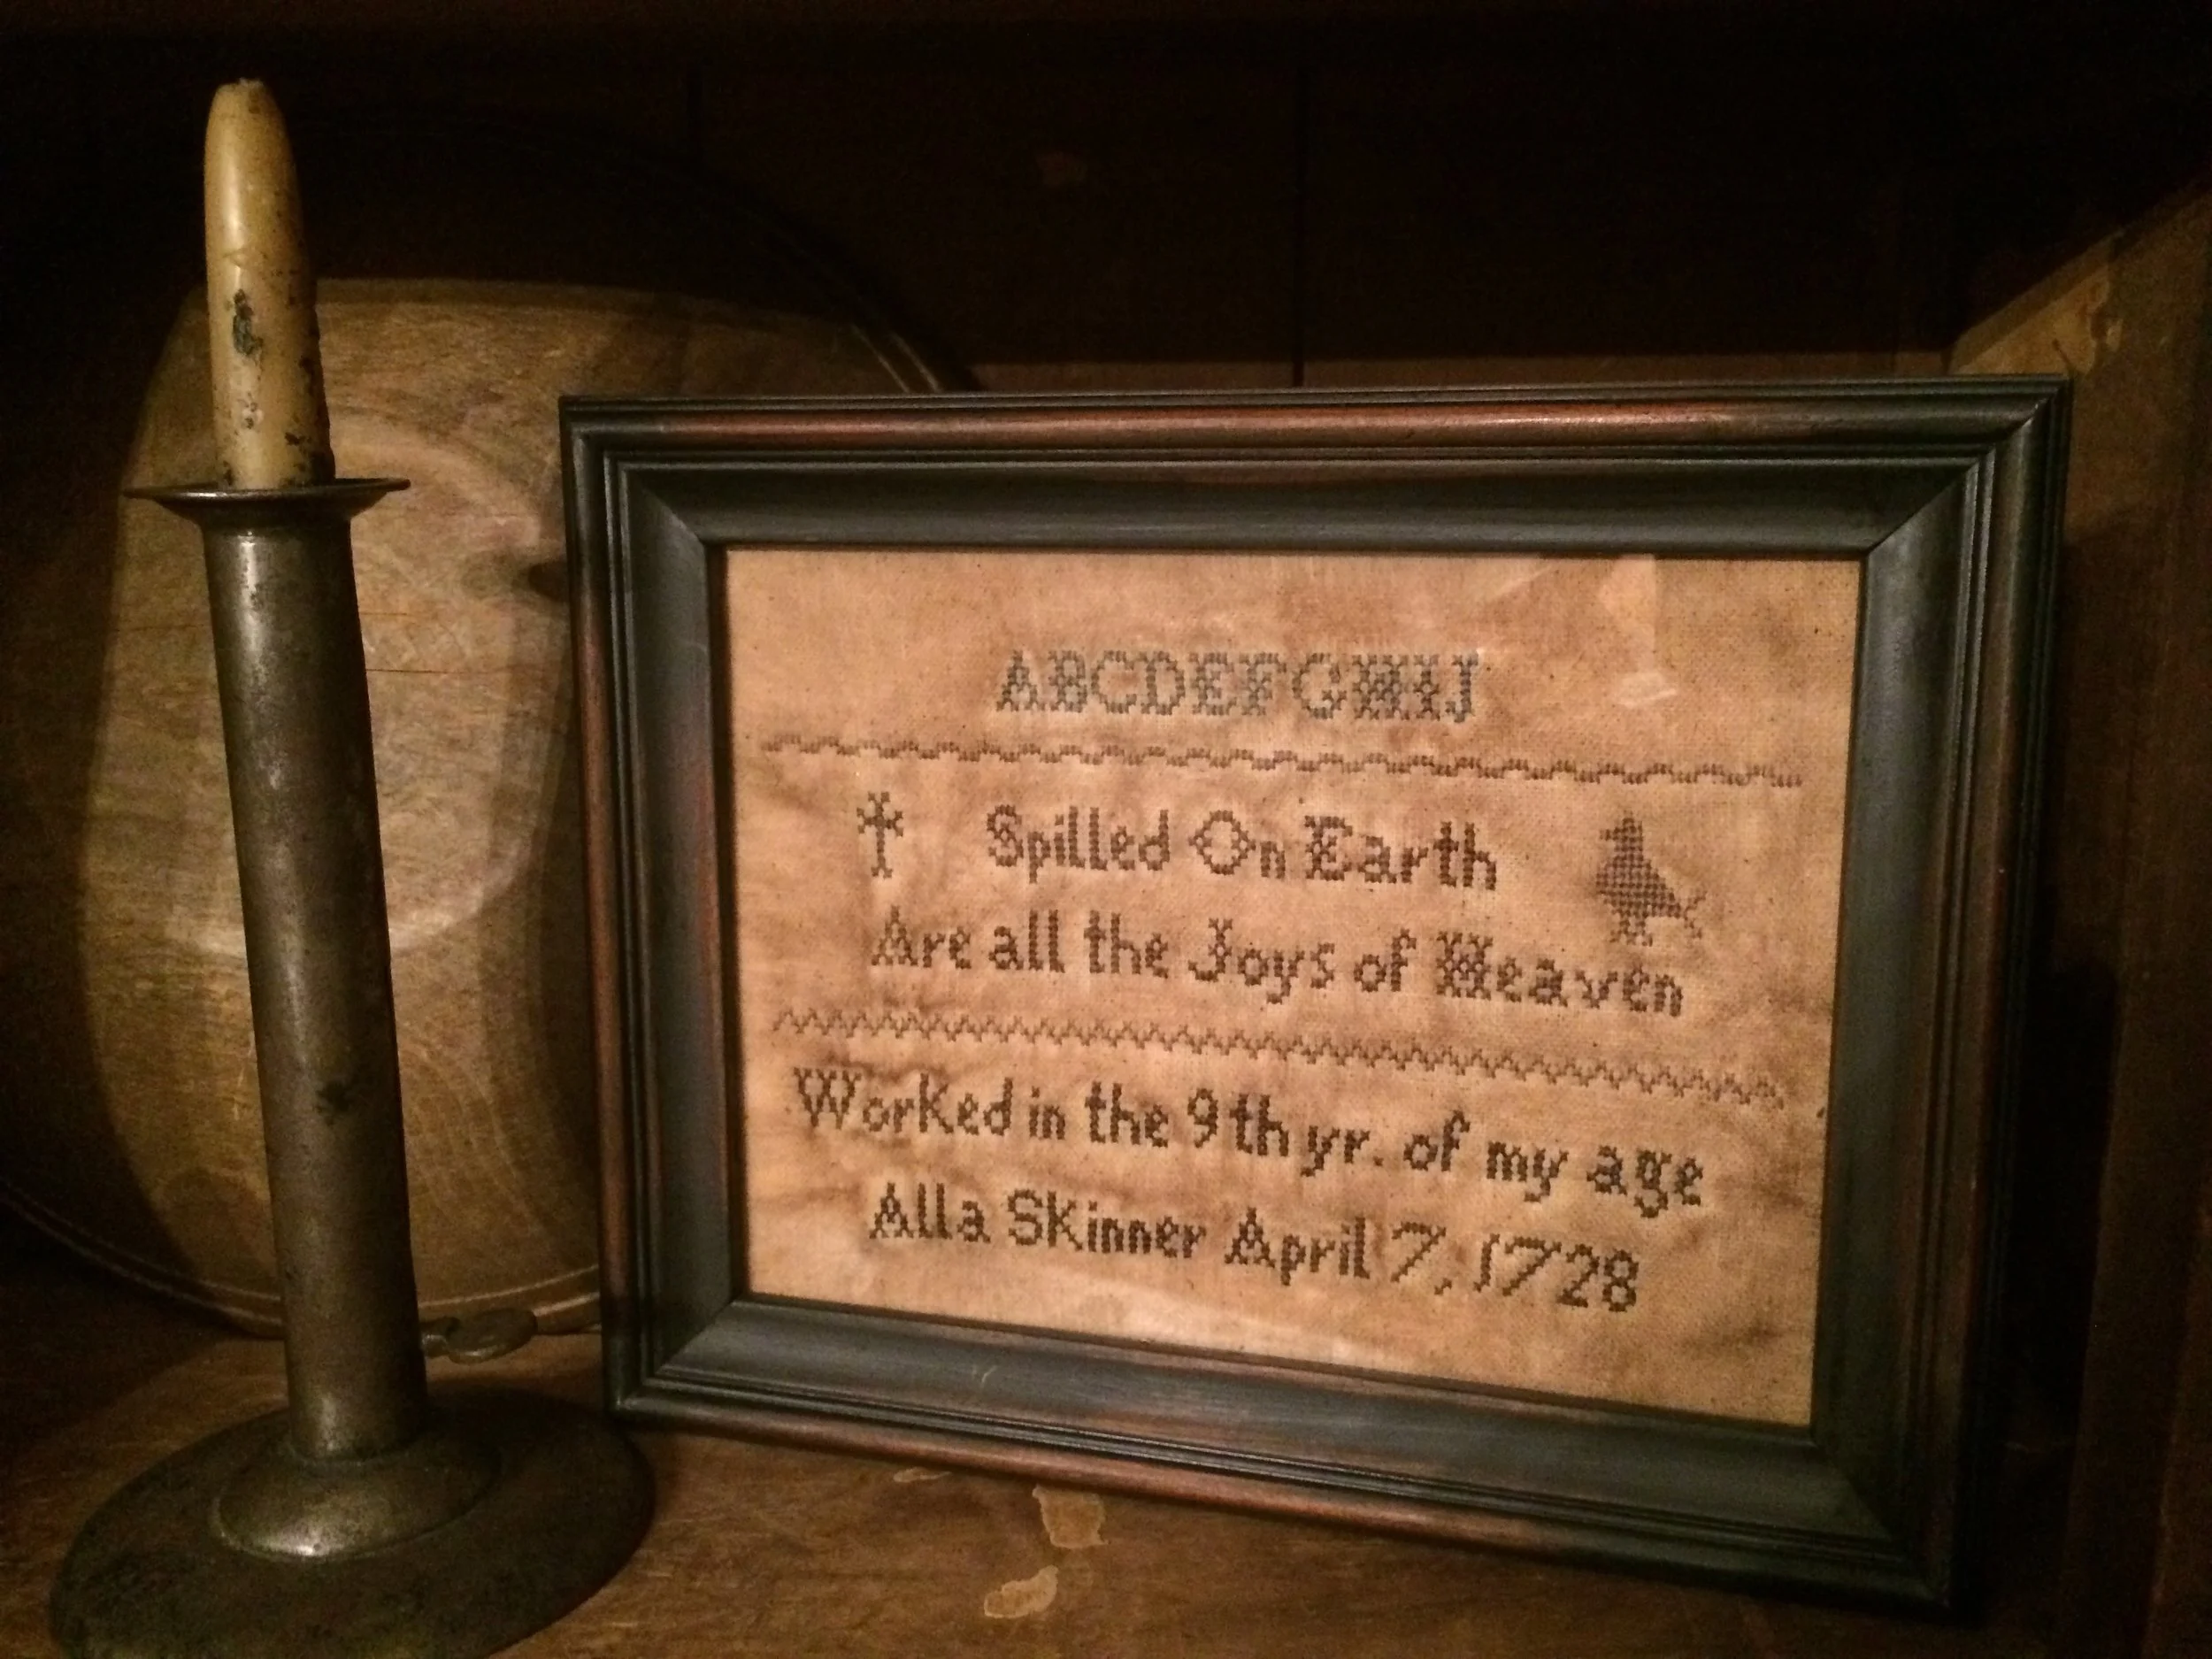 ABCDEFGHIJ
Spilled On Earth
Are all the Joys of Heaven
Worked in the 9th yr. of my age
Alla Skinner April 7, 1728